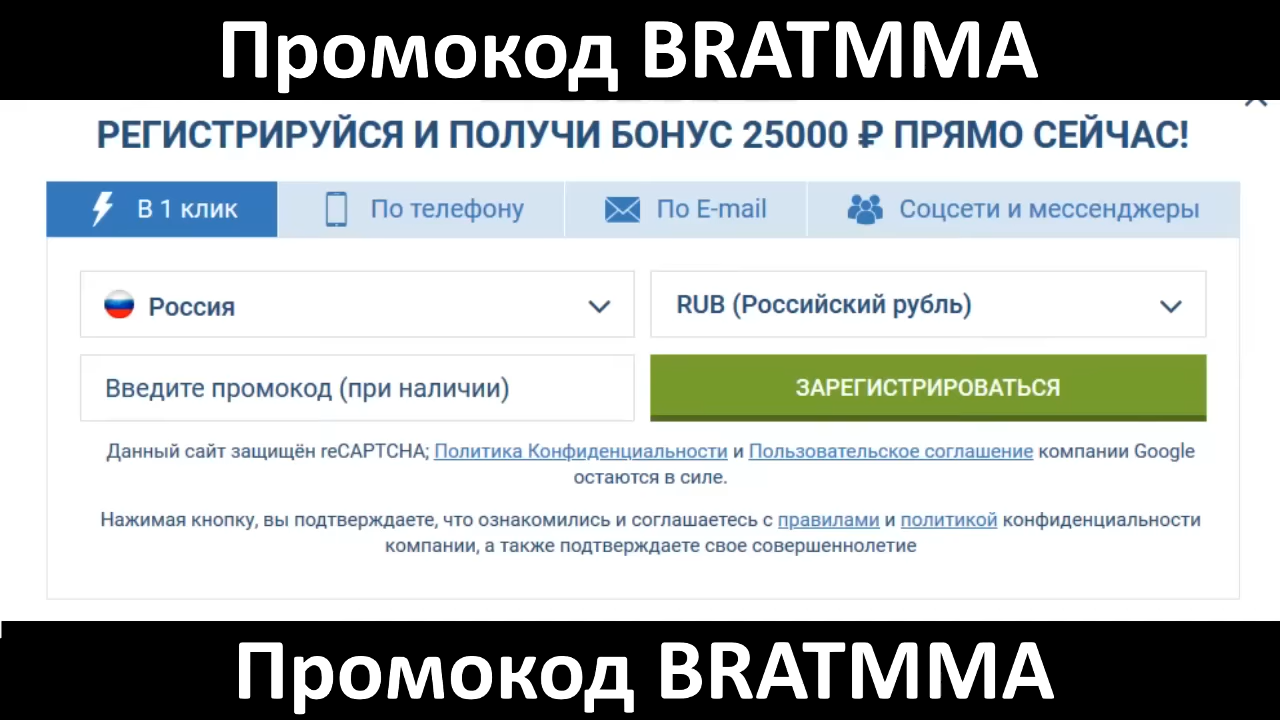 Промокод BRATMMA
РЕГИСТРИРУЙСЯ И ПОЛУЧИ БОНУС 25000 ₽ ПРЯМО СЕЙЧАС!
В 1 клик
По телефону
По E-mail
Соцсети и мессенджеры
Россия
RUB (Российский рубль)
Введите промокод (при наличии)
ЗАРЕГИСТРИРОВАТЬСЯ
Данный сайт защищён reCAPTCHA; Политика Конфиденциальности и Пользовательское соглашение компании Google
остаются в силе.
Нажимая кнопку, вы подтверждаете, что ознакомились и соглашаетесь с правилами и политикой конфиденциальности
компании, а также подтверждаете свое совершеннолетие
Промокод BRATMMA